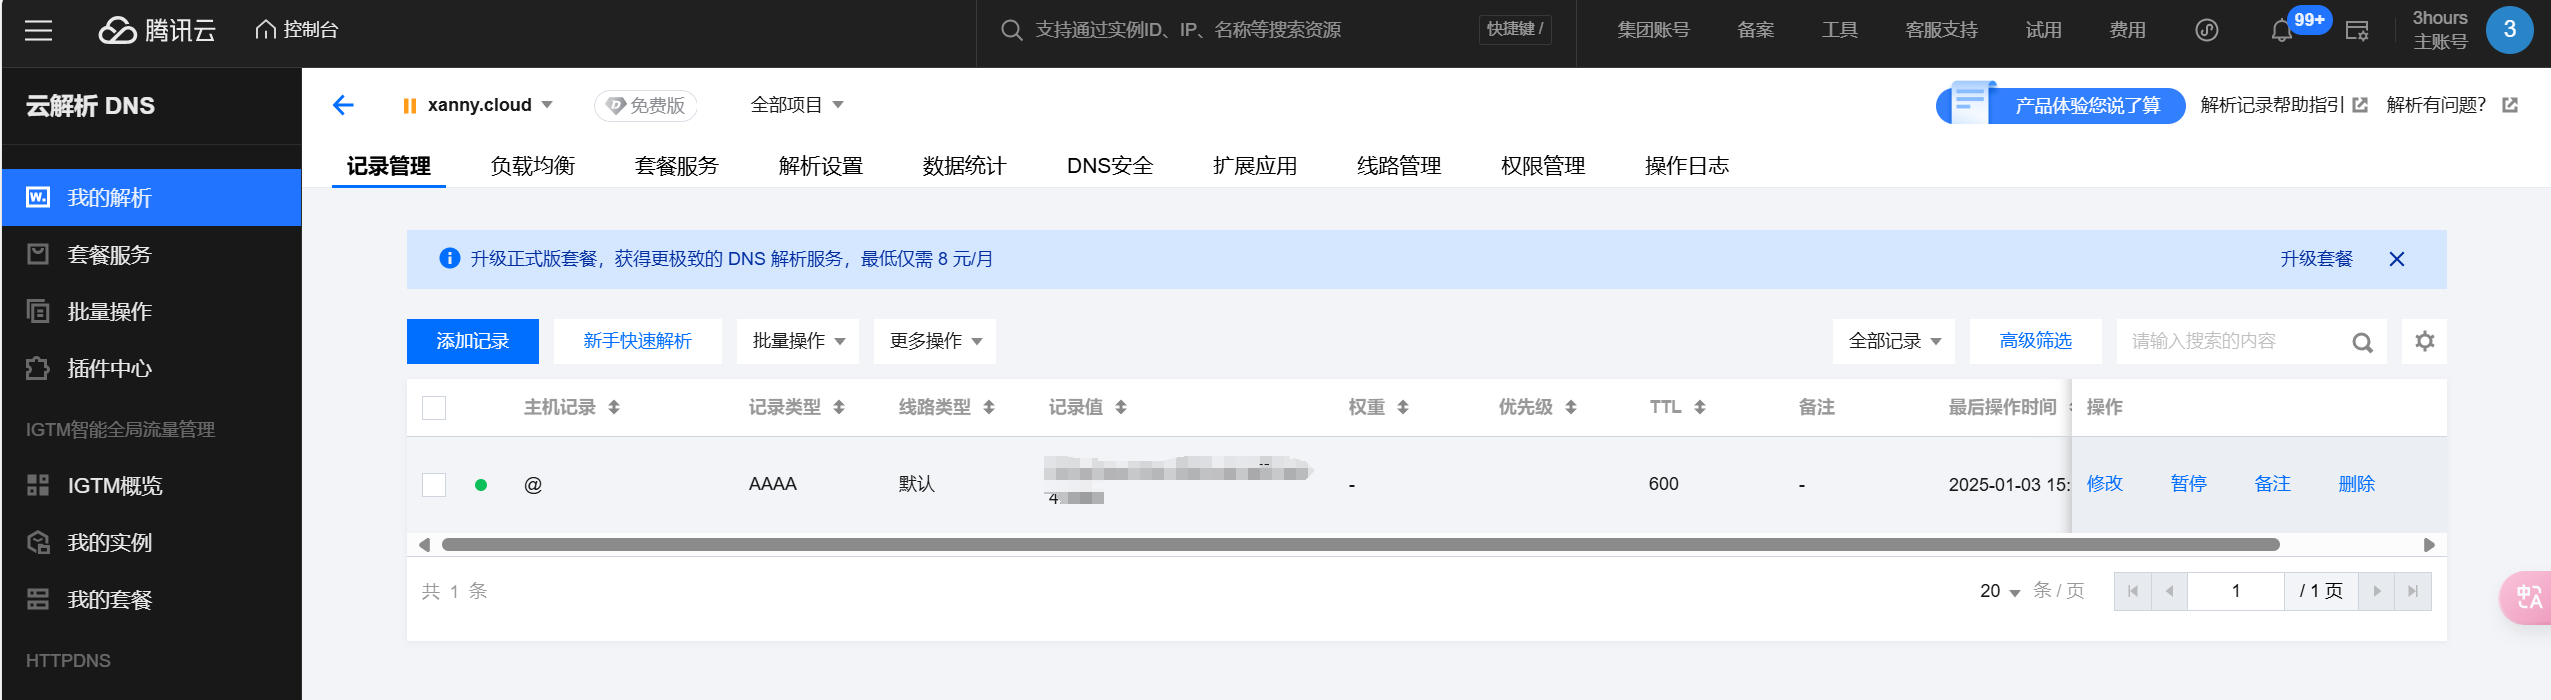 腾讯云
控制台
支持通过实例ID、IP、名称等搜索资源
快捷键 /
集团账号
备案
工具
客服支持
试用
费用
99+
3hours
主账号
3
云解析 DNS
我的解析
套餐服务
批量操作
插件中心
IGTM智能全局流量管理
IGTM概览
我的实例
我的套餐
HTTPDNS
xanny.cloud
免费版
全部项目
产品体验您说了算
解析记录帮助指引
解析有问题?
记录管理
负载均衡
套餐服务
解析设置
数据统计
DNS安全
扩展应用
线路管理
权限管理
操作日志
升级正式版套餐，获得更极致的 DNS 解析服务，最低仅需 8 元/月
升级套餐
添加记录
新手快速解析
批量操作
更多操作
全部记录
高级筛选
请输入搜索的内容
主机记录
记录类型
线路类型
记录值
权重
优先级
TTL
备注
最后操作时间
操作
@
AAAA
默认
4
-
600
-
2025-01-03 15:
修改
暂停
备注
删除
共 1 条
20
条 / 页
1
/ 1 页